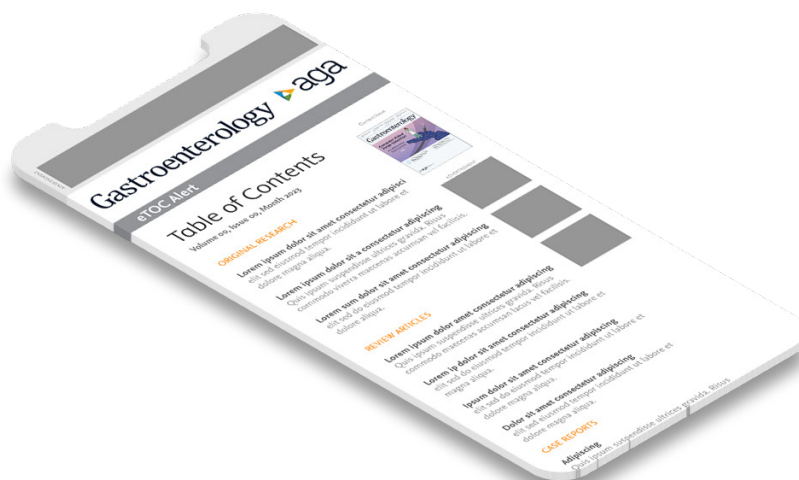 Gastroenterology aga
eTOC Alert
Table of Contents
Volume 00, Issue 00, Month 2023
Gastroenterology
ORIGINAL RESEARCH
Lorem ipsum dolor sit amet consectetur adipisci
elit sed eiusmod tempor incididunt ut labore et
dolore magna aliqua.
Lorem ipsum dolor sit a consectetur adipiscing
Quis ipsum suspendisse ultrices gravida. Risus
commodo viverra maecenas accumsan vel facilisis.
Lorem sum dolor sit amet consectetur adipiscing
elit sed do eiusmod tempor incididunt ut labore et
dolore aliqua.
REVIEW ARTICLES
Lorem ipsum dolor amet consectetur adipiscing
Quis ipsum suspendisse ultrices gravida. Risus
commodo maecenas accumsan lacus vel facilisis.
Lorem ip dolor sit amet consectetur adipiscing
elit sed do eiusmod tempor incididunt ut labore et
magna aliqua.
Ipsum dolor sit amet consectetur adipiscing
elit sed do eiusmod tempor incididunt ut labore et
dolore magna aliqua.
Dolor sit amet consectetur adipiscing
elit sed do eiusmod tempor incididunt ut labore et
dolore magna aliqua.
CASE REPORTS
Adipiscing
Quis ipsum suspendisse ultrices gravida. Risus